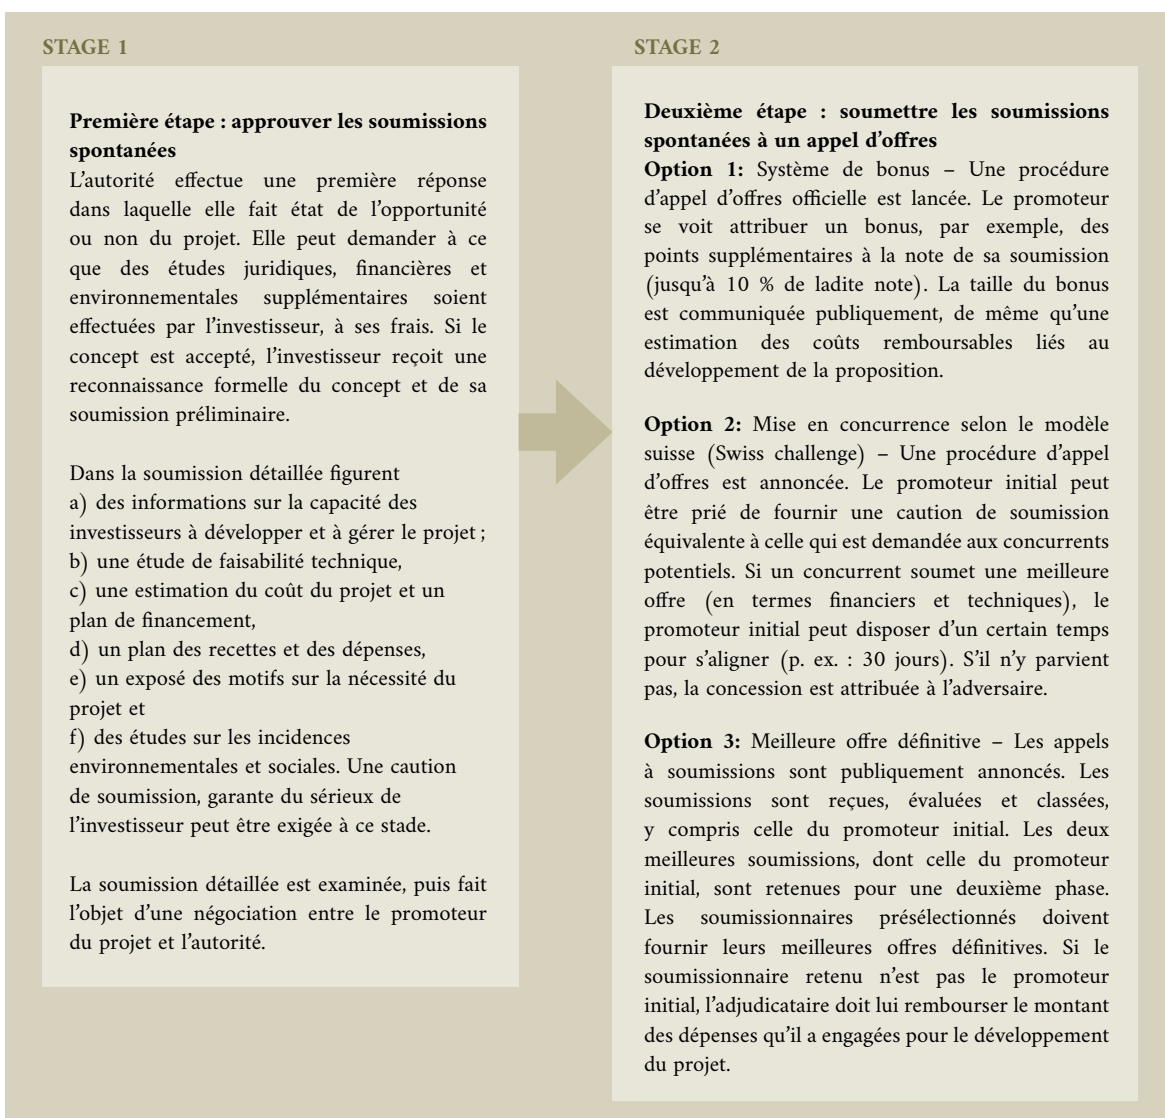 STAGE 1
Première étape : approuver les soumissions
spontanées
L’autorité effectue une première réponse
dans laquelle elle fait état de l’opportunité
ou non du projet. Elle peut demander à ce
que des études juridiques, financières et
environnementales supplémentaires soient
effectuées par l’investisseur, à ses frais. Si le
concept est accepté, l’investisseur reçoit une
reconnaissance formelle du concept et de sa
soumission préliminaire.
Dans la soumission détaillée figurent
a) des informations sur la capacité des
investisseurs à développer et à gérer le projet ;
b) une étude de faisabilité technique,
c) une estimation du coût du projet et un
plan de financement,
d) un plan des recettes et des dépenses,
e) un exposé des motifs sur la nécessité du
projet et
f) des études sur les incidences
environnementales et sociales. Une caution
de soumission, garante du sérieux de
l’investisseur peut être exigée à ce stade.
La soumission détaillée est examinée, puis fait
l’objet d’une négociation entre le promoteur
du projet et l’autorité.
STAGE 2
Deuxième étape : soumettre les soumissions
spontanées à un appel d’offres
Option 1: Système de bonus – Une procédure
d’appel d’offres officielle est lancée. Le promoteur
se voit attribuer un bonus, par exemple, des
points supplémentaires à la note de sa soumission
(jusqu’à 10 % de ladite note). La taille du bonus
est communiquée publiquement, de même qu’une
estimation des coûts remboursables liés au
développement de la proposition.
Option 2: Mise en concurrence selon le modèle
suisse (Swiss challenge) – Une procédure d’appel
d’offres est annoncée. Le promoteur initial peut
être prié de fournir une caution de soumission
équivalente à celle qui est demandée aux concurrents
potentiels. Si un concurrent soumet une meilleure
offre (en termes financiers et techniques), le
promoteur initial peut disposer d’un certain temps
pour s’aligner (p. ex. : 30 jours). S’il n’y parvient
pas, la concession est attribuée à l’adversaire.
Option 3: Meilleure offre définitive – Les appels
à soumissions sont publiquement annoncés. Les
soumissions sont reçues, évaluées et classées,
y compris celle du promoteur initial. Les deux
meilleures soumissions, dont celle du promoteur
initial, sont retenues pour une deuxième phase.
Les soumissionnaires présélectionnés doivent
fournir leurs meilleures offres définitives. Si le
soumissionnaire retenu n’est pas le promoteur
initial, l’adjudicataire doit lui rembourser le montant
des dépenses qu’il a engagées pour le développement
du projet.